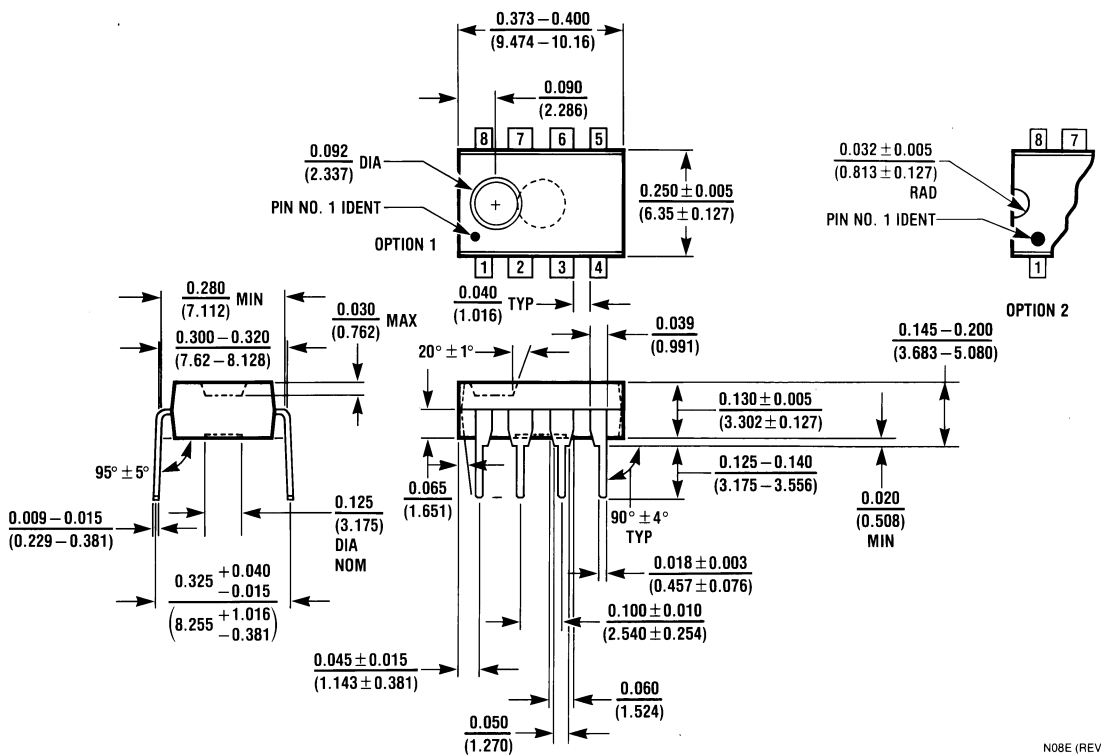 0.373 – 0.400
(9.474 – 10.16)
0.090
(2.286)
8 7 6 5
0.092 DIA
(2.337)
PIN NO. 1 IDENT
OPTION 1
1 2 3 4
0.250 ± 0.005
(6.35 ± 0.127)
8 7
0.032 ± 0.005
(0.813 ± 0.127)
RAD
PIN NO. 1 IDENT
1
OPTION 2
0.280 MIN
(7.112)
0.300 – 0.320
(7.62 – 8.128)
0.030 MAX
(0.762)
0.040 TYP
(1.016)
0.039
(0.991)
20° ± 1°
0.145 – 0.200
(3.683 – 5.080)
0.130 ± 0.005
(3.302 ± 0.127)
0.125 – 0.140
(3.175 – 3.556)
0.020
(0.508)
MIN
95° ± 5°
0.009 – 0.015
(0.229 – 0.381)
0.125
(3.175)
DIA
NOM
0.065
(1.651)
90° ± 4°
TYP
0.325 +0.040
–0.015
(8.255 +1.016
–0.381)
0.018 ± 0.003
(0.457 ± 0.076)
0.100 ± 0.010
(2.540 ± 0.254)
0.045 ± 0.015
(1.143 ± 0.381)
0.060
(1.524)
0.050
(1.270)
N08E (REV